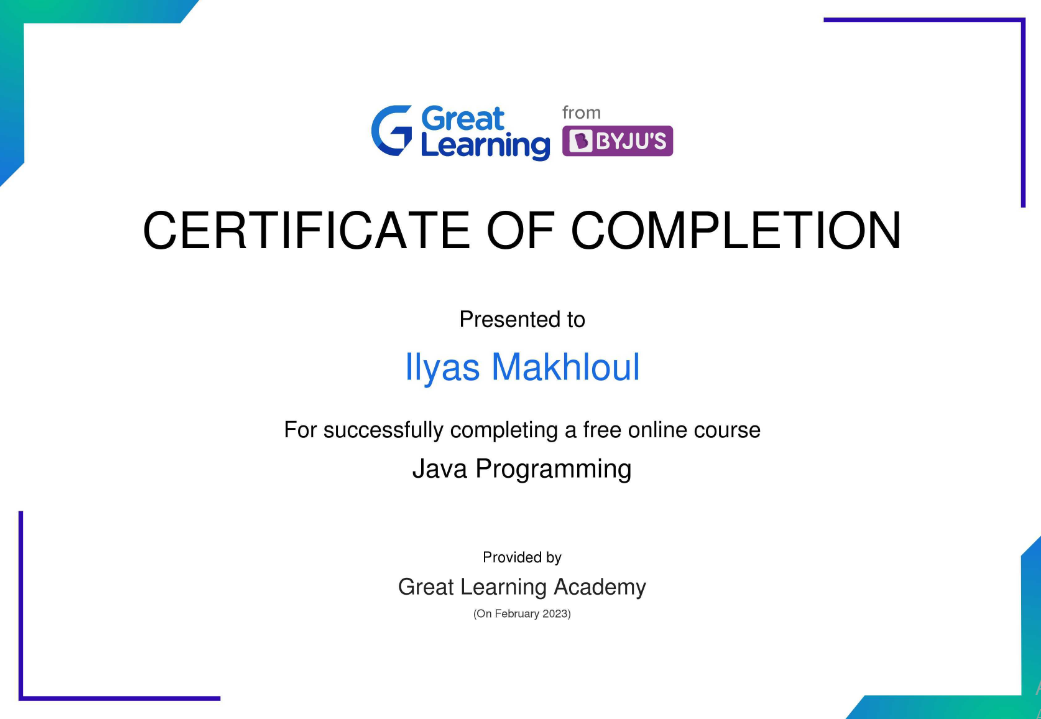 Great
Learning
from
BYJU'S
CERTIFICATE OF COMPLETION
Presented to
Ilyas Makhloul
For successfully completing a free online course
Java Programming
Provided by
Great Learning Academy
(On February 2023)